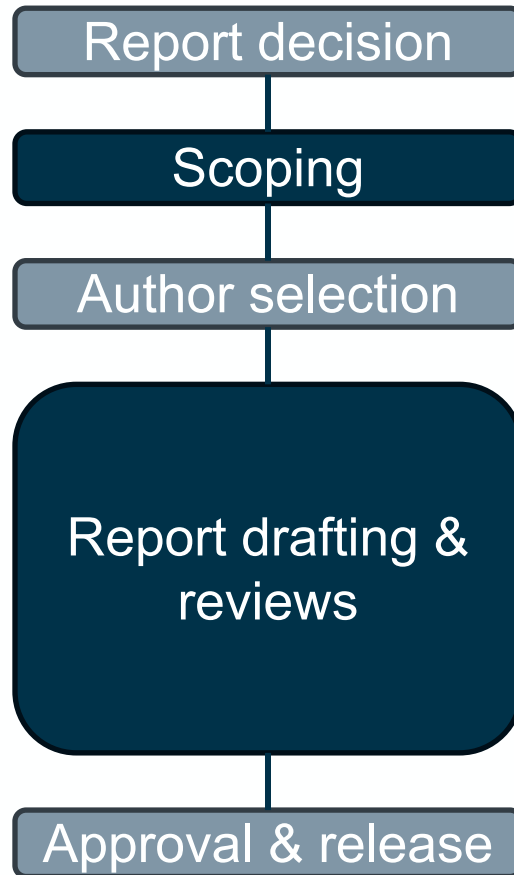 Report decision
Scoping
Author selection
Report drafting &
reviews
Approval & release